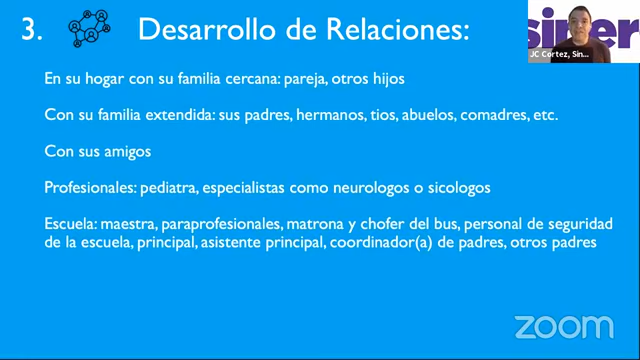 3. Desarrollo de Relaciones:
JC Cortez, Sin...
En su hogar con su familia cercana: pareja, otros hijos
Con su familia extendida: sus padres, hermanos, tios, abuelos, comadres, etc.
Con sus amigos
Profesionales: pediatra, especialistas como neurologos o sicologos
Escuela: maestra, paraprofesionales, matrona y chofer del bus, personal de seguridad
de la escuela, principal, asistente principal, coordinador(a) de padres, otros padres
zoom